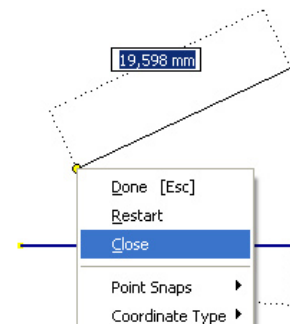 19,598 mm
Done [Esc]
Restart
Close
Point Snaps
Coordinate Type